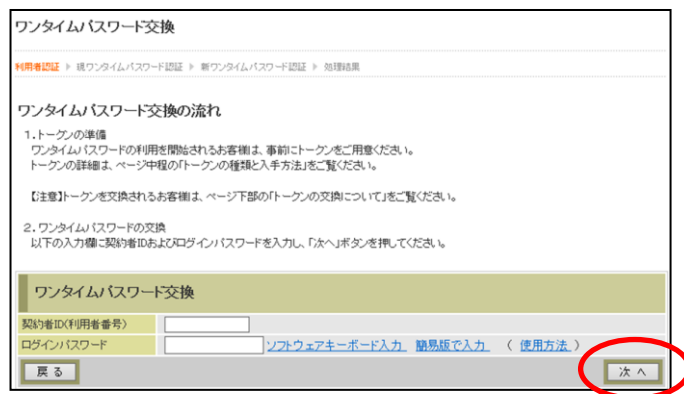 ワンタイムパスワード交換
利用者認証 ▶ 現ワンタイムパスワード認証 ▶ 新ワンタイムパスワード認証 ▶ 処理結果
ワンタイムパスワード交換の流れ
1.トークンの準備
ワンタイムパスワードの利用を開始されるお客様は、事前にトークンをご用意ください。
トークンの詳細は、ページ中程の「トークンの種類と入手方法」をご覧ください。
【注意】トークンを交換されるお客様は、ページ下部の「トークンの交換について」をご覧ください。
2.ワンタイムパスワードの交換
以下の入力欄に契約者IDおよびログインパスワードを入力し、「次へ」ボタンを押してください。
ワンタイムパスワード交換
契約者ID(利用者番号)
ログインパスワード ソフトウェアキーボード入力 簡易版で入力 ( 使用方法 )
戻る 次へ